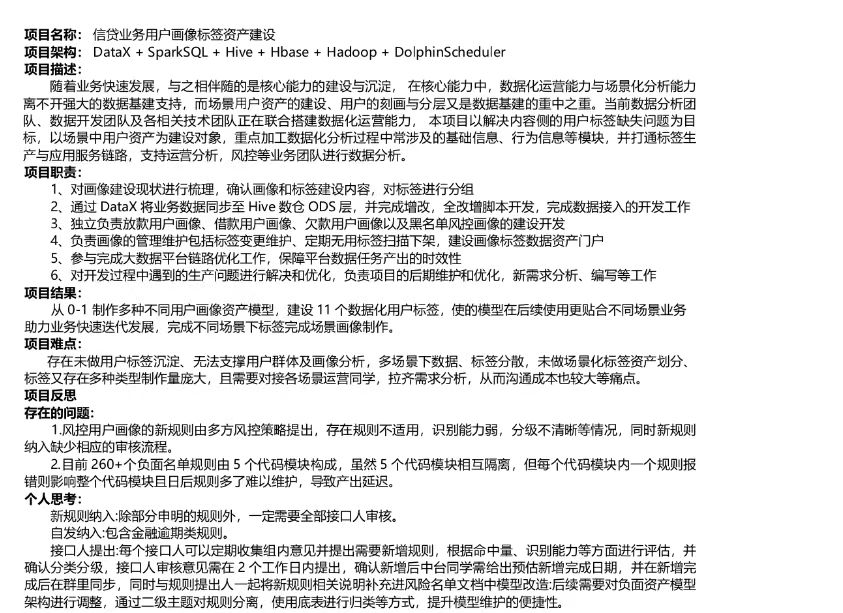 项目名称： 信贷业务用户画像标签资产建设
项目架构： DataX + SparkSQL + Hive + Hbase + Hadoop + DolphinScheduler
项目描述：
随着业务快速发展，与之相伴随的是核心能力的建设与沉淀， 在核心能力中，数据化运营能力与场景化分析能力
离不开强大的数据基建支持，而场景用户资产的建设、用户的刻画与分层又是数据基建的重中之重。当前数据分析团
队、数据开发团队及各相关技术团队正在联合搭建数据化运营能力， 本项目以解决内容侧的用户标签缺失问题为目
标，以场景中用户资产为建设对象，重点加工数据化分析过程中常涉及的基础信息、行为信息等模块，并打通标签生
产与应用服务链路，支持运营分析，风控等业务团队进行数据分析。
项目职责：
1、对画像建设现状进行梳理，确认画像和标签建设内容，对标签进行分组
2、通过 DataX 将业务数据同步至 Hive 数仓 ODS 层，并完成增改，全改增脚本开发，完成数据接入的开发工作
3、独立负责放款用户画像、借款用户画像、欠款用户画像以及黑名单风控画像的建设开发
4、负责画像的管理维护包括标签变更维护、定期无用标签扫描下架，建设画像标签数据资产门户
5、参与完成大数据平台链路优化工作，保障平台数据任务产出的时效性
6、对开发过程中遇到的生产问题进行解决和优化，负责项目的后期维护和优化，新需求分析、编写等工作
项目结果：
从 0-1 制作多种不同用户画像资产模型，建设 11 个数据化用户标签，使的模型在后续使用更贴合不同场景业务
助力业务快速迭代发展，完成不同场景下标签完成场景画像制作。
项目难点：
存在未做用户标签沉淀、无法支撑用户群体及画像分析，多场景下数据、标签分散，未做场景化标签资产划分、
标签又存在多种类型制作量庞大，且需要对接各场景运营同学，拉齐需求分析，从而沟通成本也较大等痛点。
项目反思
存在的问题：
1.风控用户画像的新规则由多方风控策略提出，存在规则不适用，识别能力弱，分级不清晰等情况，同时新规则
纳入缺少相应的审核流程。
2.目前 260+个负面名单规则由 5 个代码模块构成，虽然 5 个代码模块相互隔离，但每个代码模块内一个规则报
错则影响整个代码模块且日后规则多了难以维护，导致产出延迟。
个人思考：
新规则纳入:除部分申明的规则外，一定需要全部接口人审核。
自发纳入:包含金融逾期类规则。
接口人提出:每个接口人可以定期收集组内意见并提出需要新增规则，根据命中量、识别能力等方面进行评估，并
确认分类分级，接口人审核意见需在 2 个工作日内提出，确认新增后中台同学需给出预估新增完成日期，并在新增完
成后在群里同步，同时与规则提出人一起将新规则相关说明补充进风险名单文档中模型改造:后续需要对负面资产模型
架构进行调整，通过二级主题对规则分离，使用底表进行归类等方式，提升模型维护的便捷性。